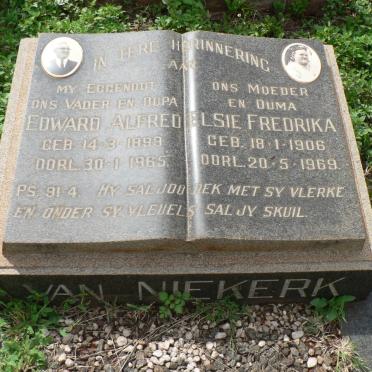 IN TERE HERINNERING
AAN
MY EGGENOOT
ONS VADER EN OUPA
EDWARD ALFRED
GEB. 14-3-1899
OORL. 30-1-1965.
ONS MOEDER
EN OUMA
ELSIE FREDRIKA
GEB. 18-1-1906
OORL. 20-5-1969.
PS. 91-4. HY SAL JOU DEK MET SY VLERKE
EN ONDER SY VLEUELS SAL JY SKUIL.
VAN NIEKERK